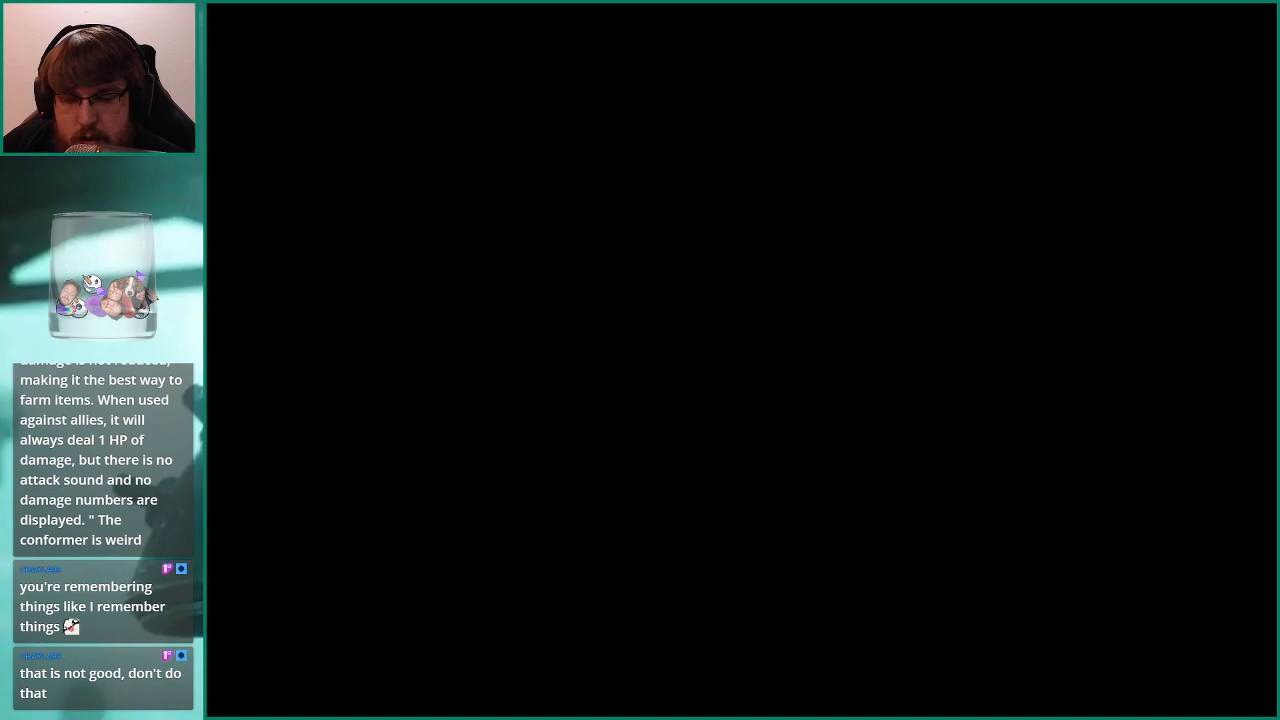 making it the best way to
farm items. When used
against allies, it will
always deal 1 HP of
damage, but there is no
attack sound and no
damage numbers are
displayed. " The
conformer is weird
you're remembering
things like I remember
things
that is not good, don't do
that